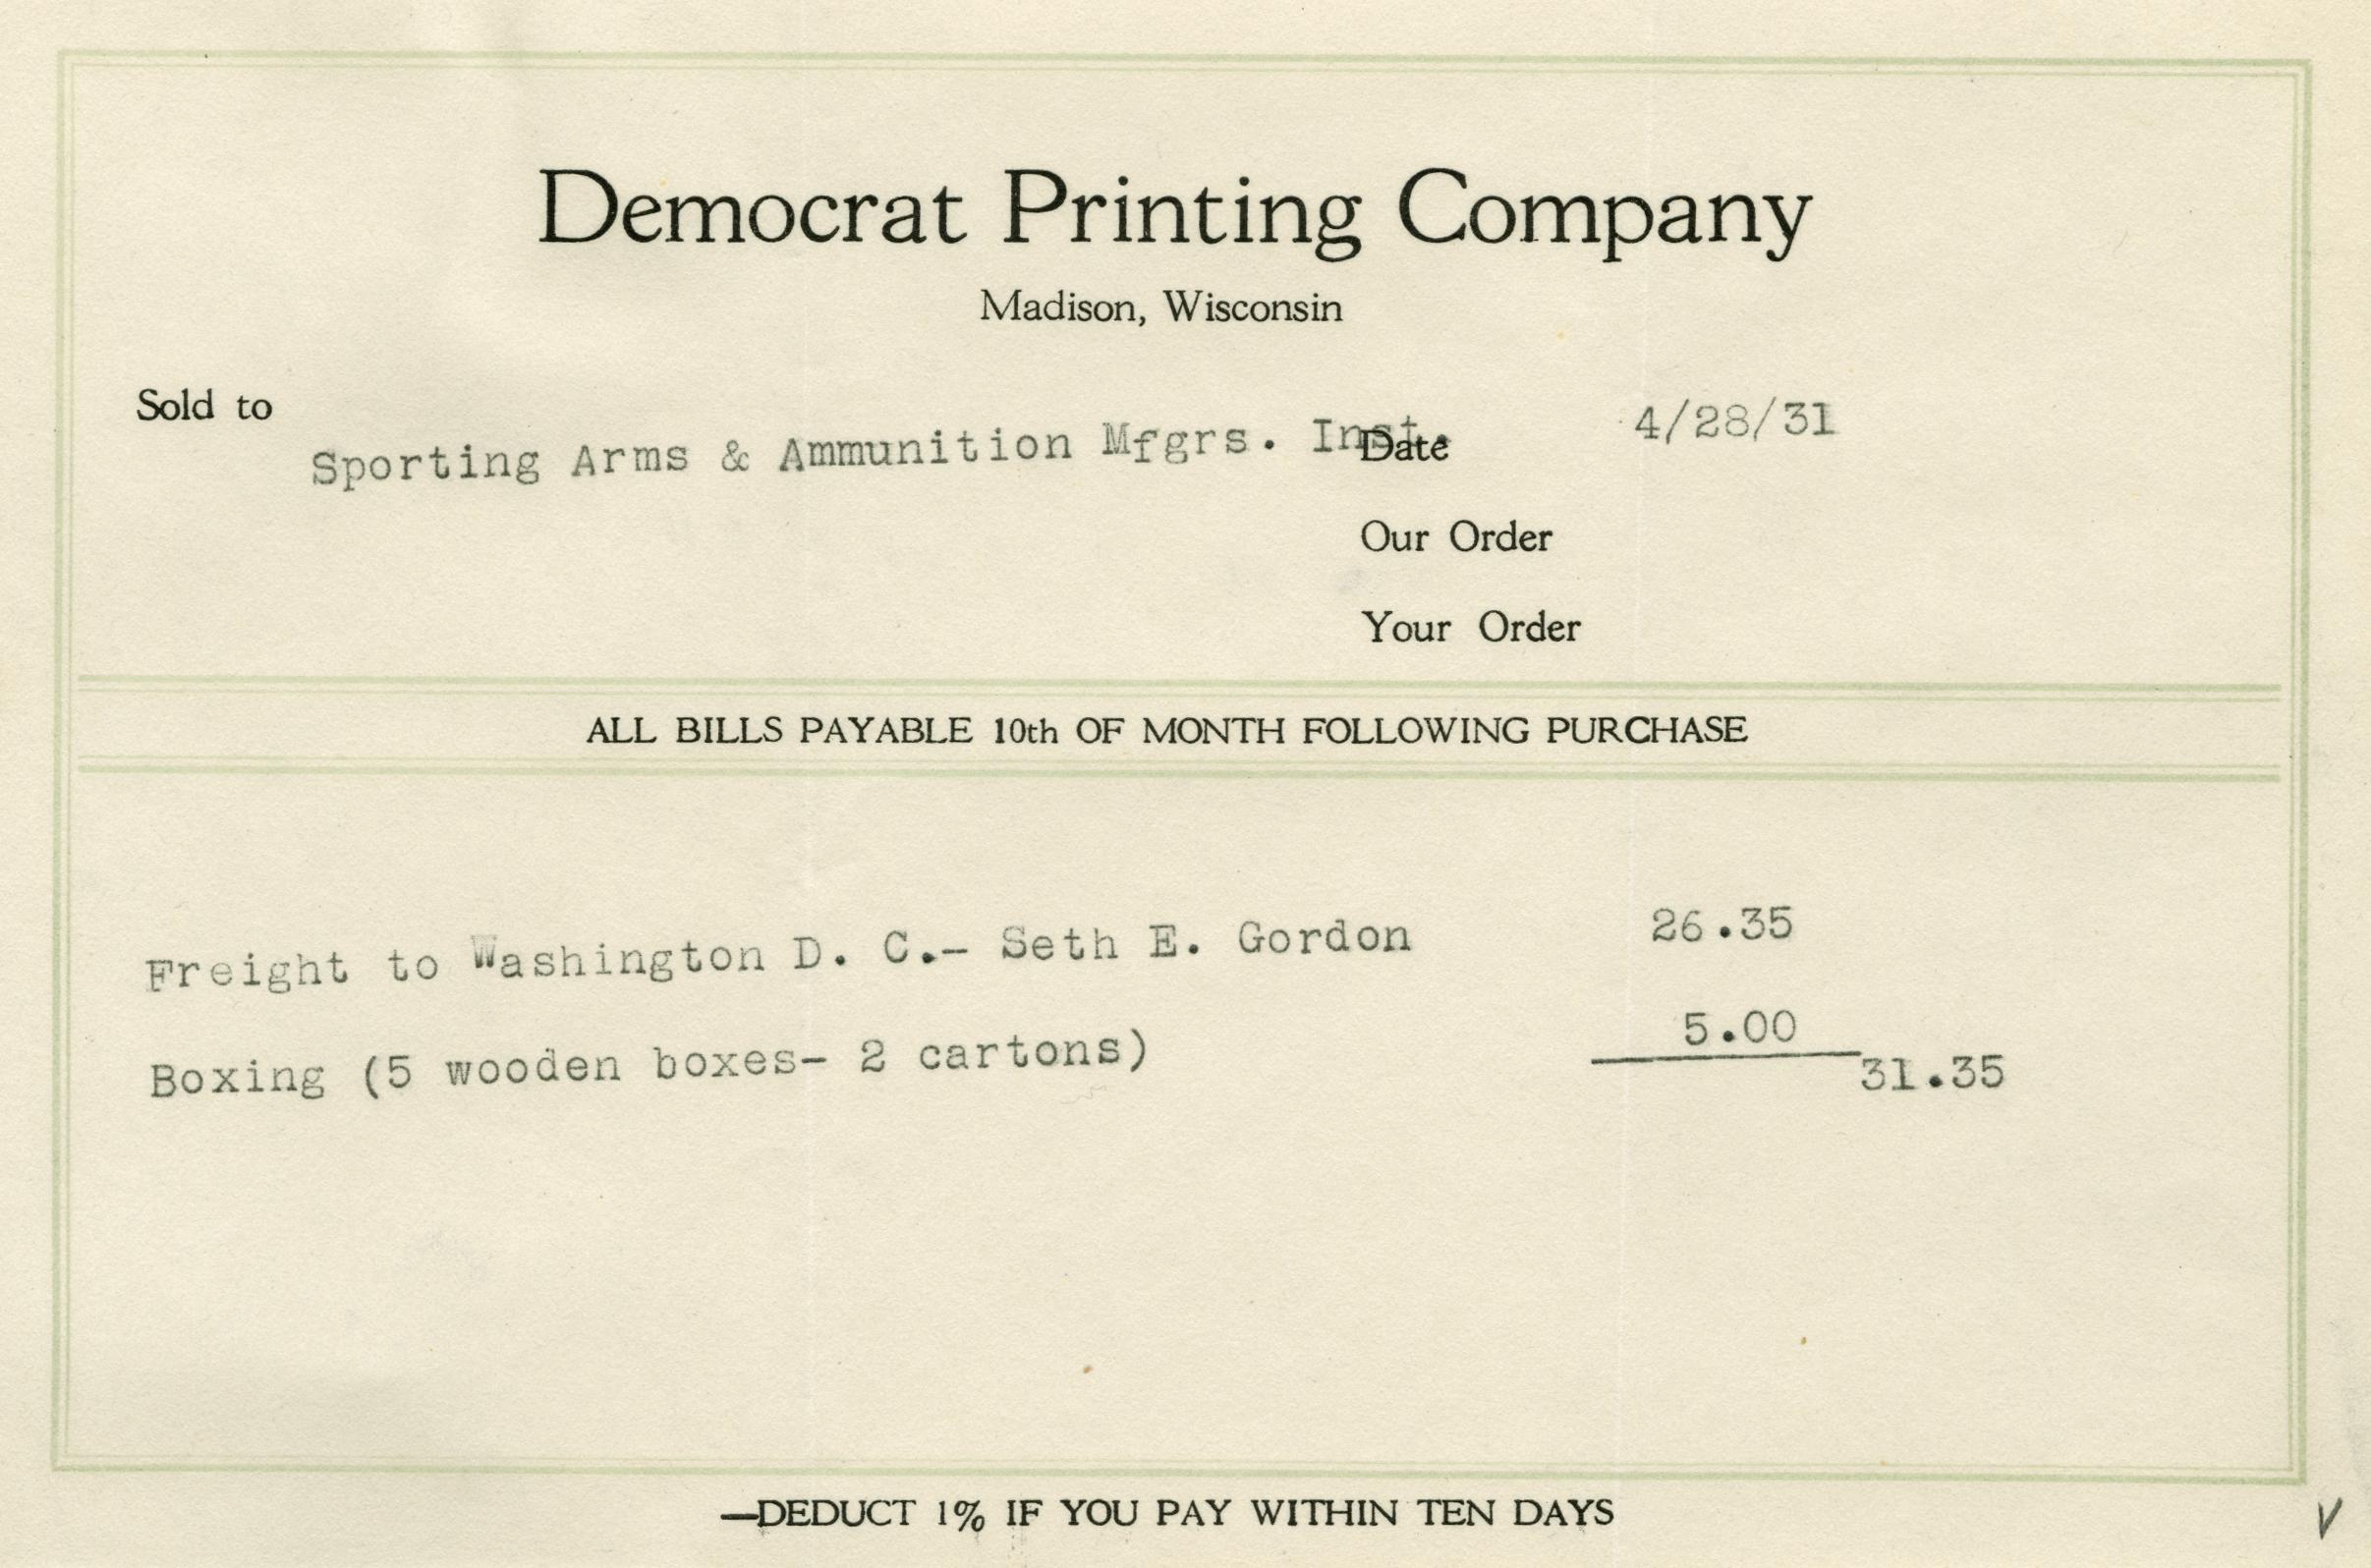 Democrat Printing Company
Madison, Wisconsin
Sold to
Sporting Arms & Ammunition Mfgrs. Inst.
Date 4/28/31
Our Order
Your Order
ALL BILLS PAYABLE 10th OF MONTH FOLLOWING PURCHASE
Freight to Washington D. C.- Seth E. Gordon 26.35
Boxing (5 wooden boxes- 2 cartons) 5.00
31.35
—DEDUCT 1% IF YOU PAY WITHIN TEN DAYS